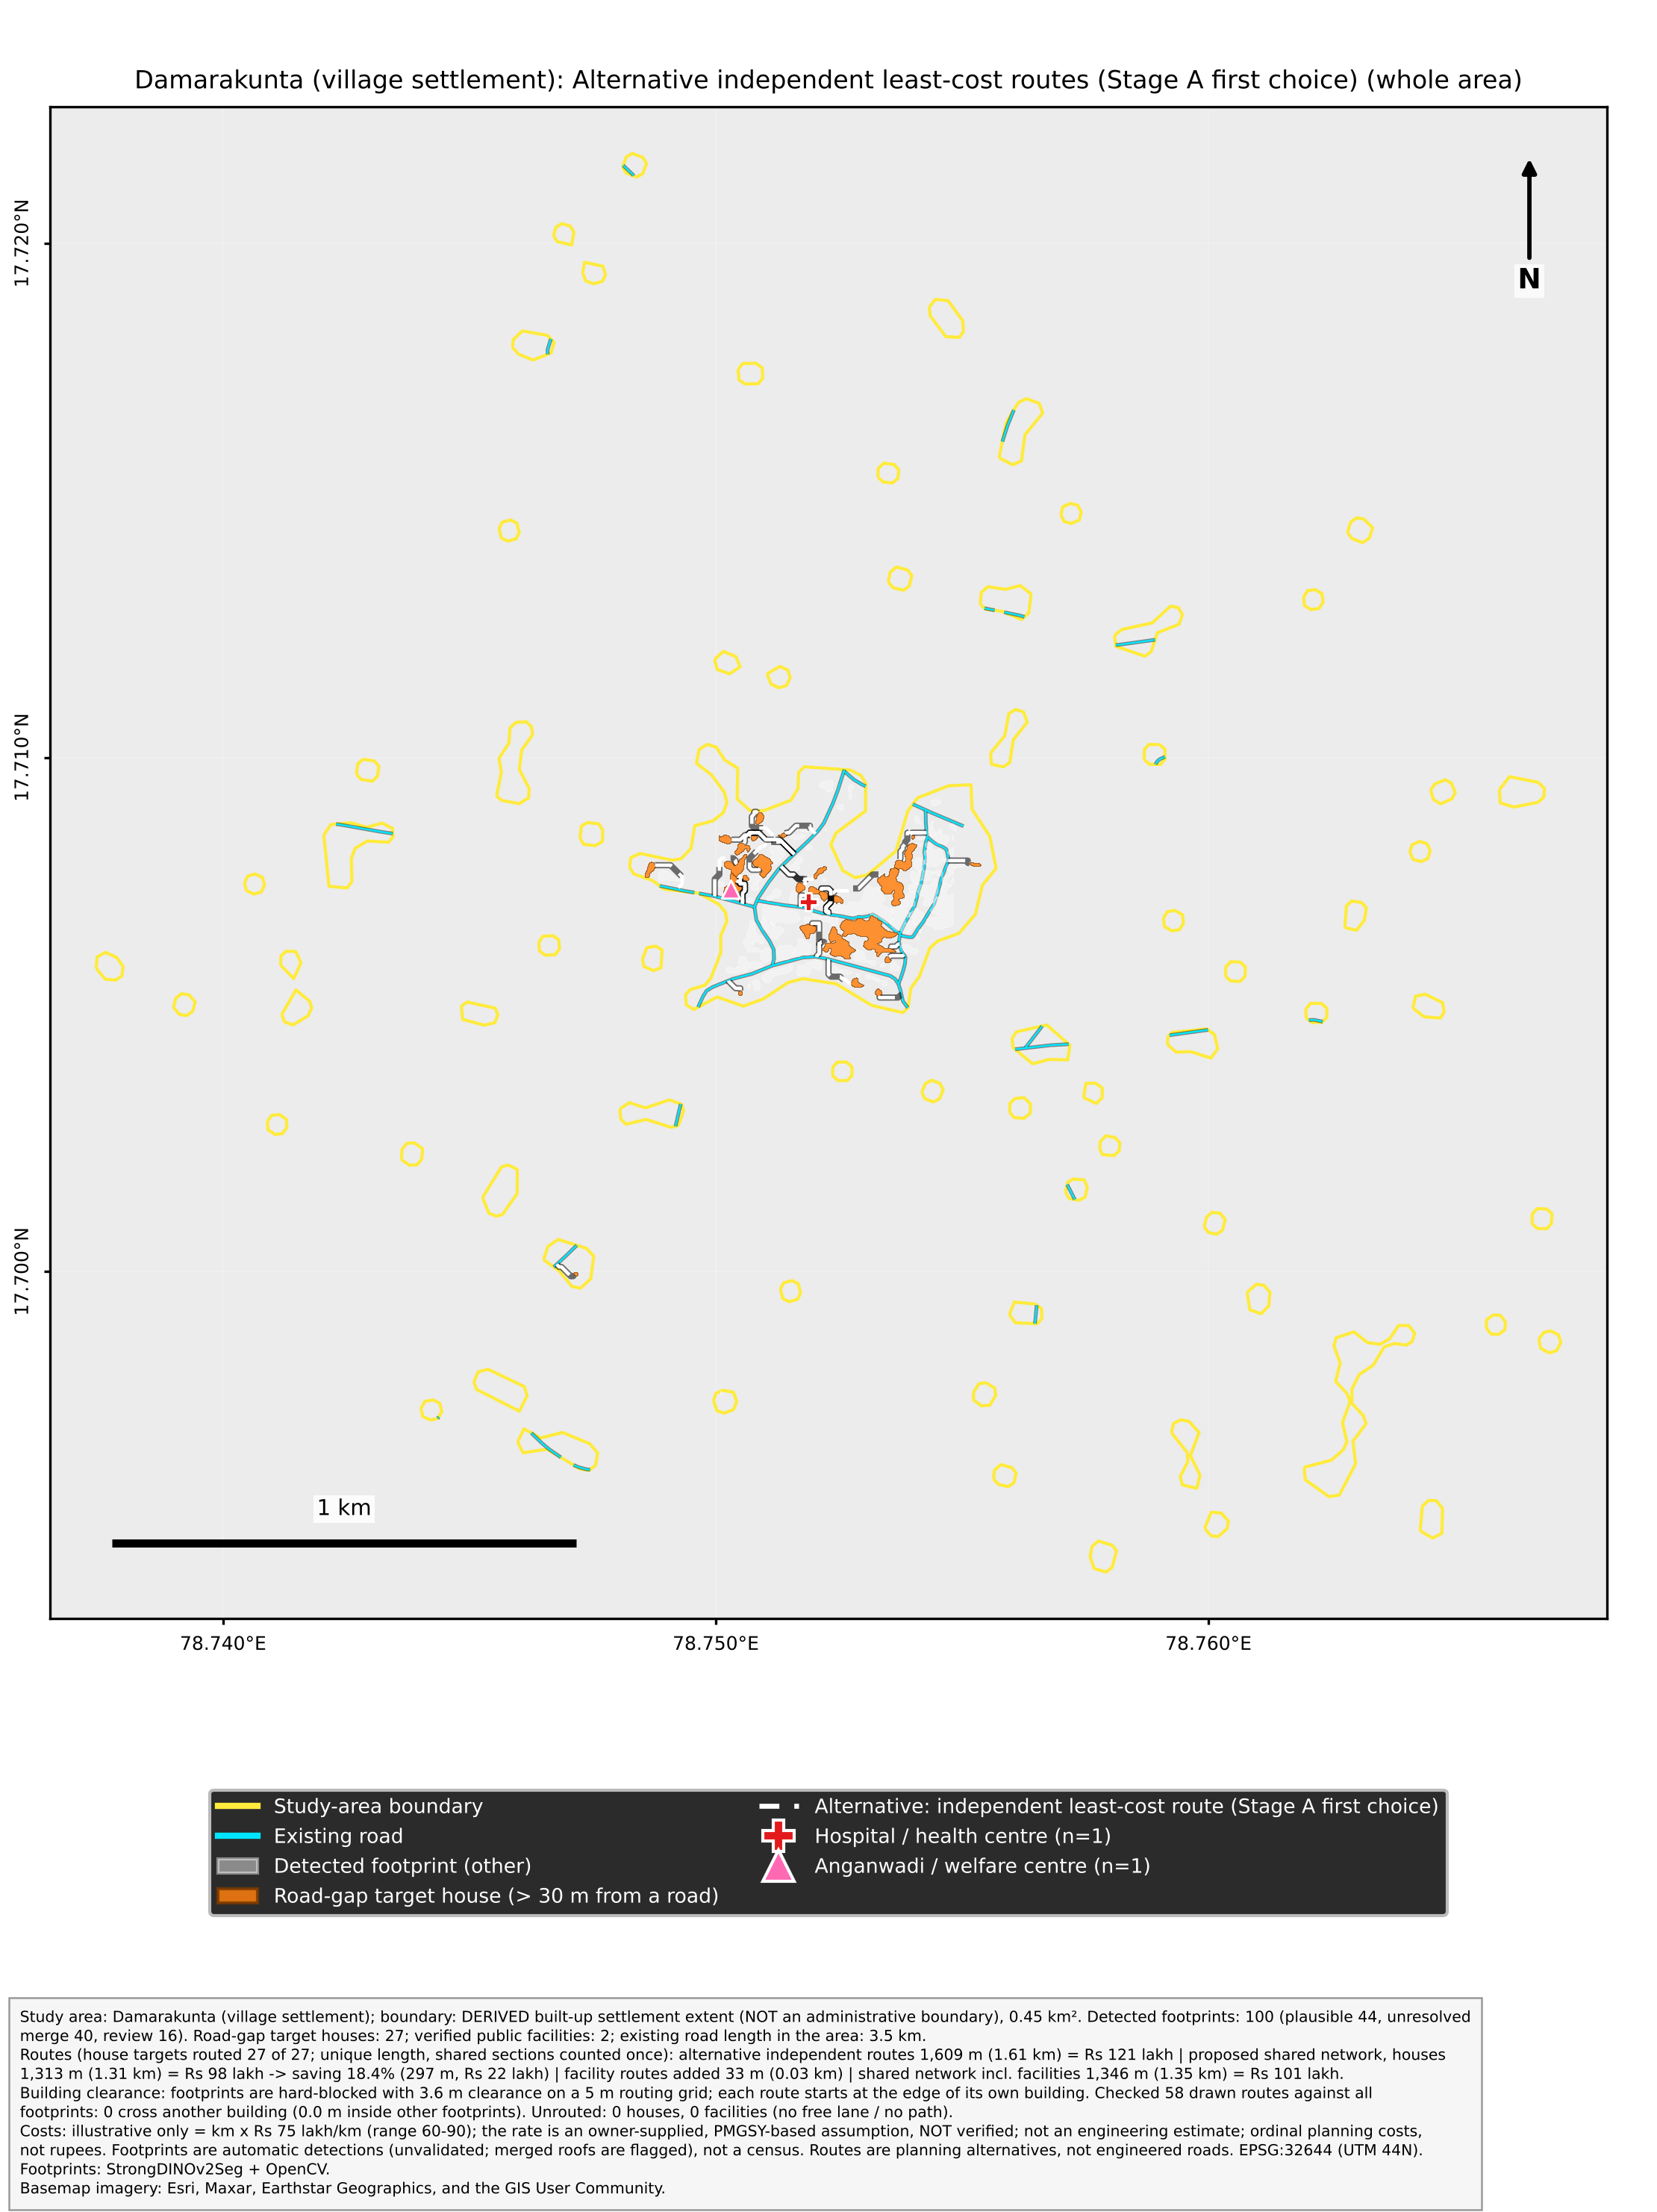 Damarakunta (village settlement): Alternative independent least-cost routes (Stage A first choice) (whole area)
N
17.720°N
17.710°N
17.700°N
1 km
78.740°E
78.750°E
78.760°E
Study-area boundary
Existing road
Detected footprint (other)
Road-gap target house (> 30 m from a road)
Alternative: independent least-cost route (Stage A first choice)
Hospital / health centre (n=1)
Anganwadi / welfare centre (n=1)
Study area: Damarakunta (village settlement); boundary: DERIVED built-up settlement extent (NOT an administrative boundary), 0.45 km². Detected footprints: 100 (plausible 44, unresolved
merge 40, review 16). Road-gap target houses: 27; verified public facilities: 2; existing road length in the area: 3.5 km.
Routes (house targets routed 27 of 27; unique length, shared sections counted once): alternative independent routes 1,609 m (1.61 km) = Rs 121 lakh | proposed shared network, houses
1,313 m (1.31 km) = Rs 98 lakh -> saving 18.4% (297 m, Rs 22 lakh) | facility routes added 33 m (0.03 km) | shared network incl. facilities 1,346 m (1.35 km) = Rs 101 lakh.
Building clearance: footprints are hard-blocked with 3.6 m clearance on a 5 m routing grid; each route starts at the edge of its own building. Checked 58 drawn routes against all
footprints: 0 cross another building (0.0 m inside other footprints). Unrouted: 0 houses, 0 facilities (no free lane / no path).
Costs: illustrative only = km x Rs 75 lakh/km (range 60-90); the rate is an owner-supplied, PMGSY-based assumption, NOT verified; not an engineering estimate; ordinal planning costs,
not rupees. Footprints are automatic detections (unvalidated; merged roofs are flagged), not a census. Routes are planning alternatives, not engineered roads. EPSG:32644 (UTM 44N).
Footprints: StrongDINOv2Seg + OpenCV.
Basemap imagery: Esri, Maxar, Earthstar Geographics, and the GIS User Community.